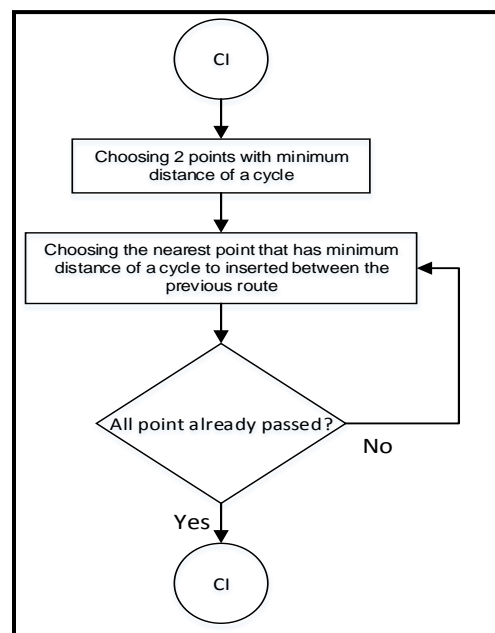 CI
Choosing 2 points with minimum
distance of a cycle
Choosing the nearest point that has minimum
distance of a cycle to inserted between the
previous route
All point already passed?
No
Yes
CI